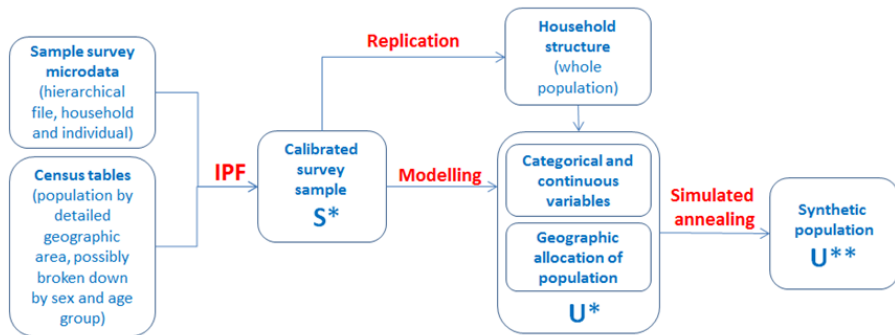 Sample survey
microdata
(hierarchical
file, household
and individual)
Census tables
(population by
detailed
geographic
area, possibly
broken down
by sex and age
group)
IPF
Calibrated
survey
sample
S*
Replication
Modelling
Household
structure
(whole
population)
Categorical and
continuous
variables
Geographic
allocation of
population
U*
Simulated
annealing
Synthetic
population
U**